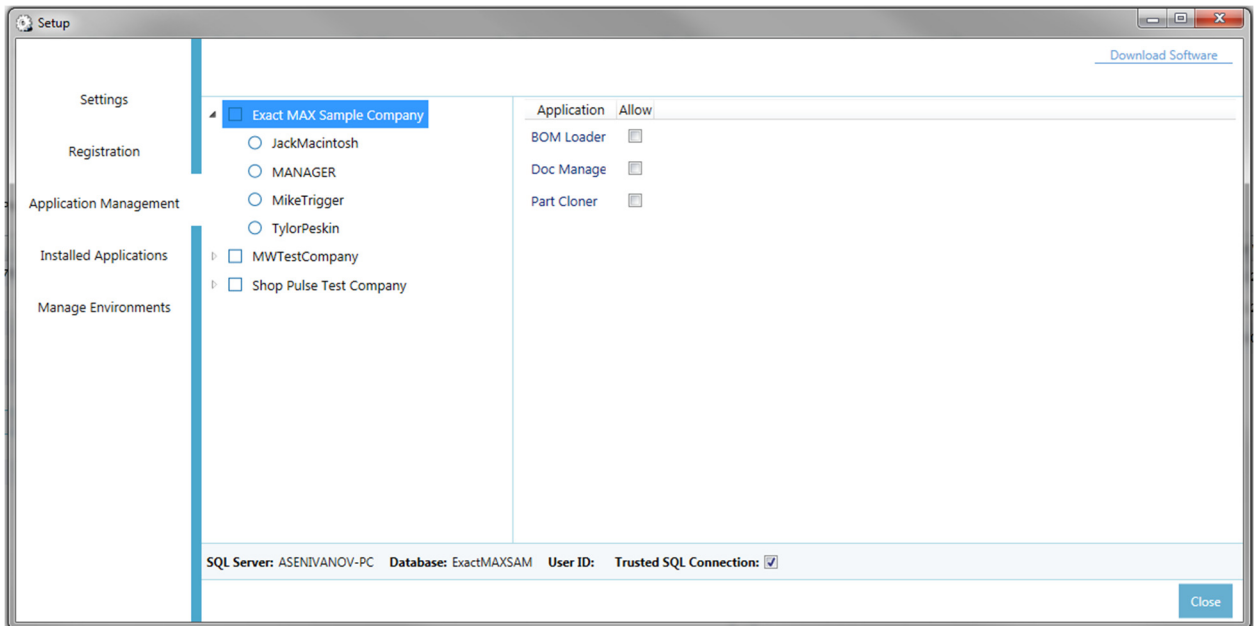 Setup
Download Software
Settings
Registration
Application Management
Installed Applications
Manage Environments
Exact MAX Sample Company
JackMacintosh
MANAGER
MikeTrigger
TylorPeskin
MWTestCompany
Shop Pulse Test Company
Application Allow
BOM Loader
Doc Manage
Part Cloner
SQL Server: ASENIVANOV-PC Database: ExactMAXSAM User ID: Trusted SQL Connection:
Close